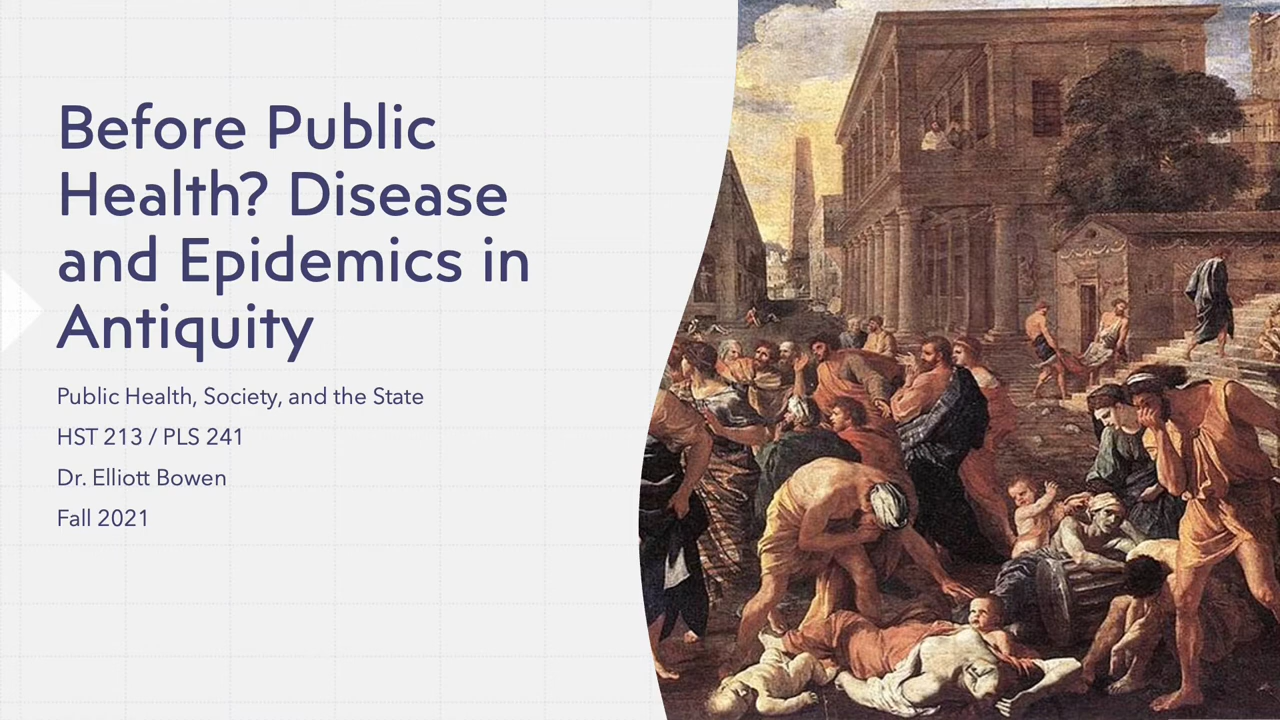 Before Public
Health? Disease
and Epidemics in
Antiquity
Public Health, Society, and the State
HST 213 / PLS 241
Dr. Elliott Bowen
Fall 2021